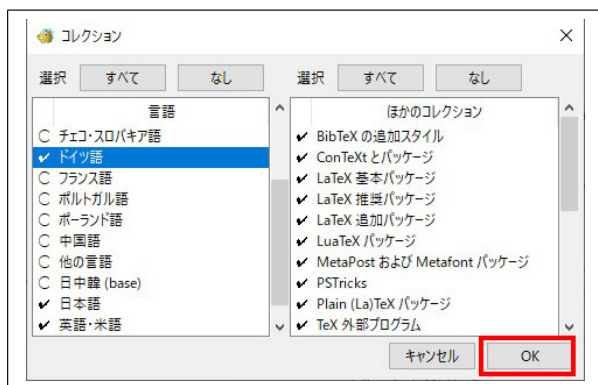 コレクション
選択 すべて なし
選択 すべて なし
言語
チェコ・スロバキア語
ドイツ語
フランス語
ポルトガル語
ポーランド語
中国語
他の言語
日中韓 (base)
日本語
英語・米語
ほかのコレクション
BibTeX の追加スタイル
ConTeXt とパッケージ
LaTeX 基本パッケージ
LaTeX 推奨パッケージ
LaTeX 追加パッケージ
LuaTeX パッケージ
MetaPost および Metafont パッケージ
PSTricks
Plain (La)TeX パッケージ
TeX 外部プログラム
キャンセル OK